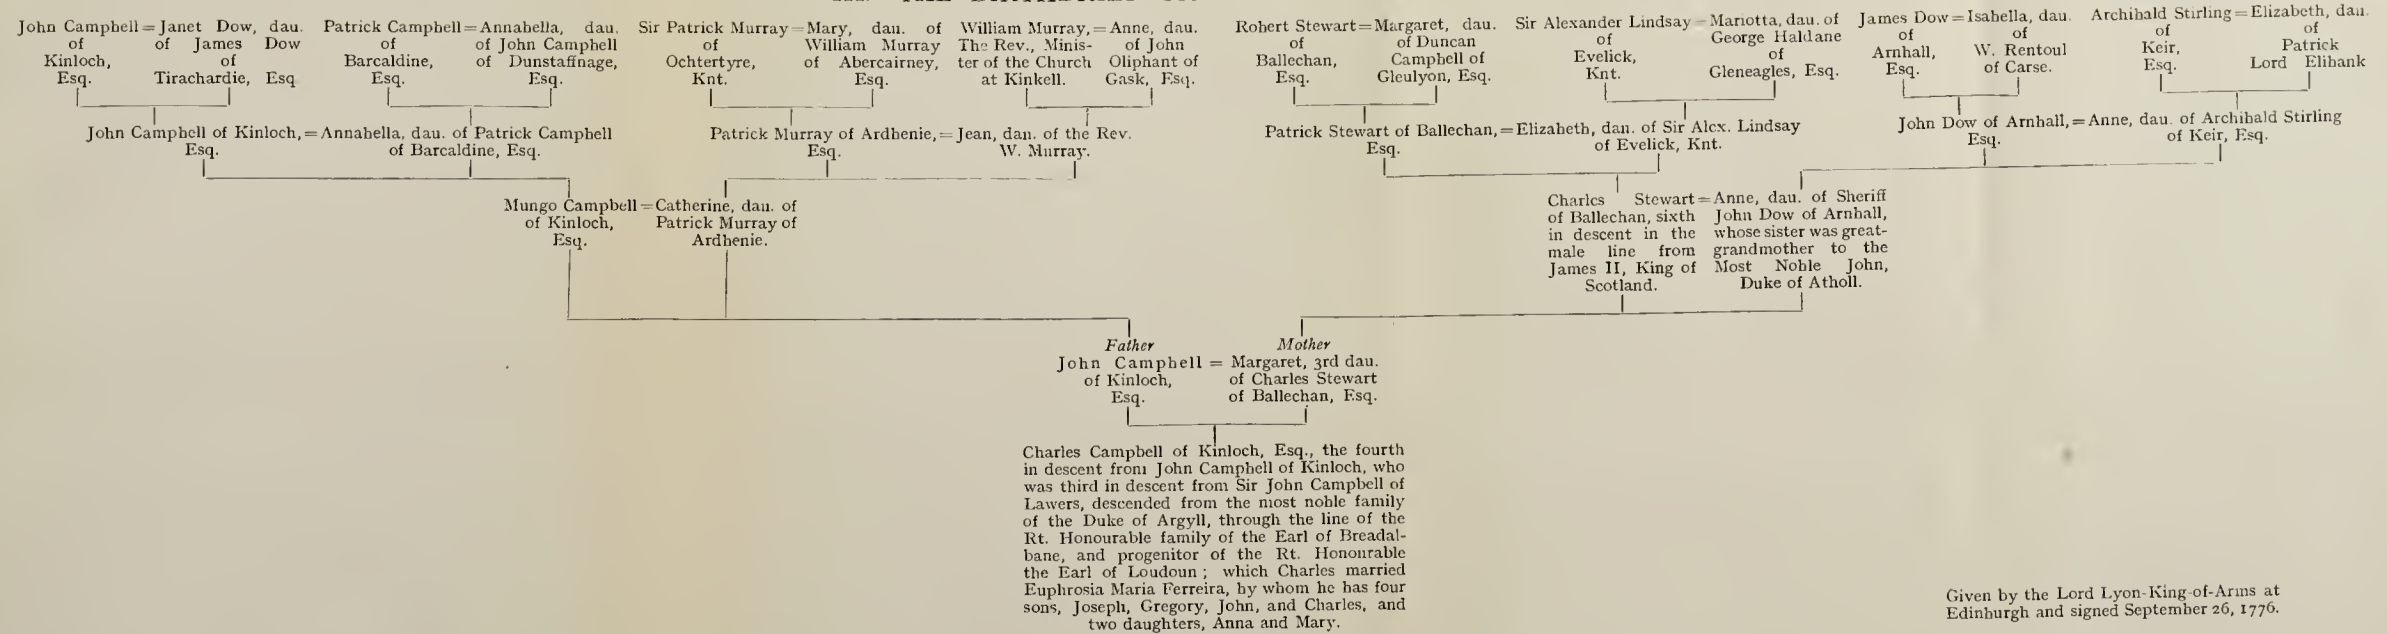 John Campbell = Janet Dow, dau.
of of James Dow
Kinloch, of
Esq. Tirachardie, Esq
Patrick Campbell = Annabella, dau.
of of John Campbell
Barcaldine, of Dunstaffnage,
Esq. Esq.
Sir Patrick Murray = Mary, dau. of
of William Murray
Ochtertyre, of Abercairney,
Knt. Esq.
William Murray, = Anne, dau.
The Rev., Minis- of John
ter of the Church Oliphant of
at Kinkell. Gask, Esq.
Robert Stewart = Margaret, dau.
of of Duncan
Ballechan, Campbell of
Esq. Gleulyon, Esq.
Sir Alexander Lindsay = Mariotta, dau. of
of George Haldane
Evelick, of
Knt. Gleneagles, Esq.
James Dow = Isabella, dau.
of of
Arnhall, W. Rentoul
Esq. of Carse.
Archibald Stirling = Elizabeth, dau.
of of
Keir, Patrick
Esq. Lord Elibank
John Campbell of Kinloch, = Annabella, dau. of Patrick Campbell
Esq. of Barcaldine, Esq.
Patrick Murray of Ardhenie, = Jean, dau. of the Rev.
Esq. W. Murray.
Patrick Stewart of Ballechan, = Elizabeth, dau. of Sir Alex. Lindsay
Esq. of Evelick, Knt.
John Dow of Arnhall, = Anne, dau. of Archibald Stirling
Esq. of Keir, Esq.
Mungo Campbell = Catherine, dau. of
of Kinloch, Patrick Murray of
Esq. Ardhenie.
Charles Stewart = Anne, dau. of Sheriff
of Ballechan, sixth John Dow of Arnhall,
in descent in the whose sister was great-
male line from grandmother to the
James II, King of Most Noble John,
Scotland. Duke of Atholl.
Father Mother
John Campbell = Margaret, 3rd dau.
of Kinloch, of Charles Stewart
Esq. of Ballechan, Esq.
Charles Campbell of Kinloch, Esq., the fourth
in descent from John Campbell of Kinloch, who
was third in descent from Sir John Campbell of
Lawers, descended from the most noble family
of the Duke of Argyll, through the line of the
Rt. Honourable family of the Earl of Breadal-
bane, and progenitor of the Rt. Honourable
the Earl of Loudoun ; which Charles married
Euphrosia Maria Ferreira, by whom he has four
sons, Joseph, Gregory, John, and Charles, and
two daughters, Anna and Mary.
Given by the Lord Lyon-King-of-Arms at
Edinburgh and signed September 26, 1776.